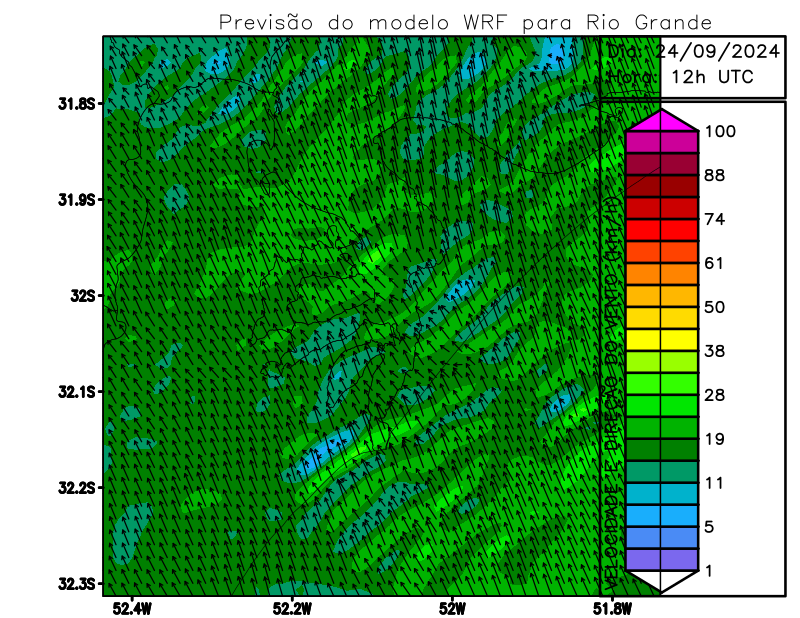 Previsão do modelo WRF para Rio Grande
Dia: 24/09/2024
Hora: 12h UTC
31.8S
31.9S
32S
32.1S
32.2S
32.3S
52.4W
52.2W
52W
51.8W
VELOCIDADE E DIREÇÃO DO VENTO (km/h)
100
88
74
61
50
38
28
19
11
5
1